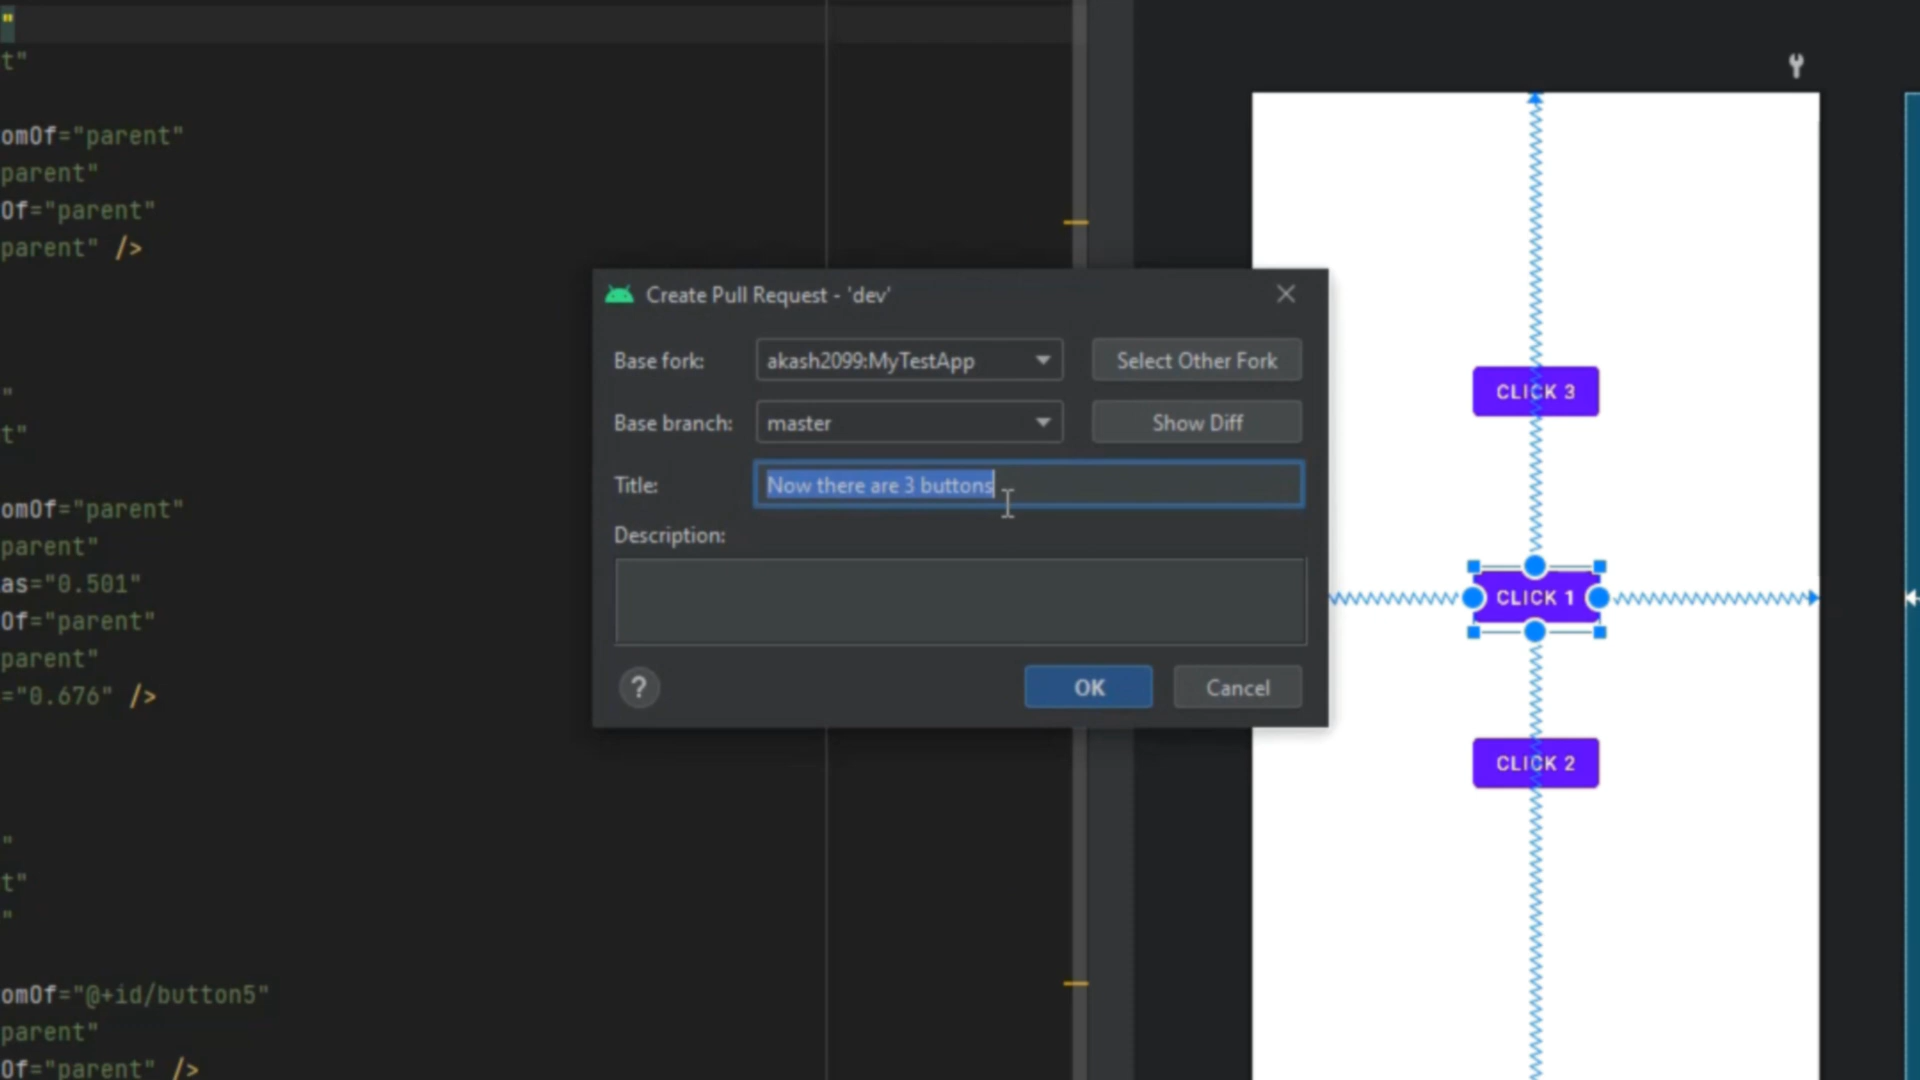 "
t"
omOf="parent"
parent"
Of="parent"
parent" />
"
t"
omOf="parent"
parent"
as="0.501"
Of="parent"
parent"
="0.676" />
"
t"
"
omOf="@+id/button5"
parent"
Of="parent" />
Create Pull Request - 'dev'
Base fork: akash2099:MyTestApp Select Other Fork
Base branch: master Show Diff
Title: Now there are 3 buttons
Description:
? OK Cancel
CLICK 3
CLICK 1
CLICK 2